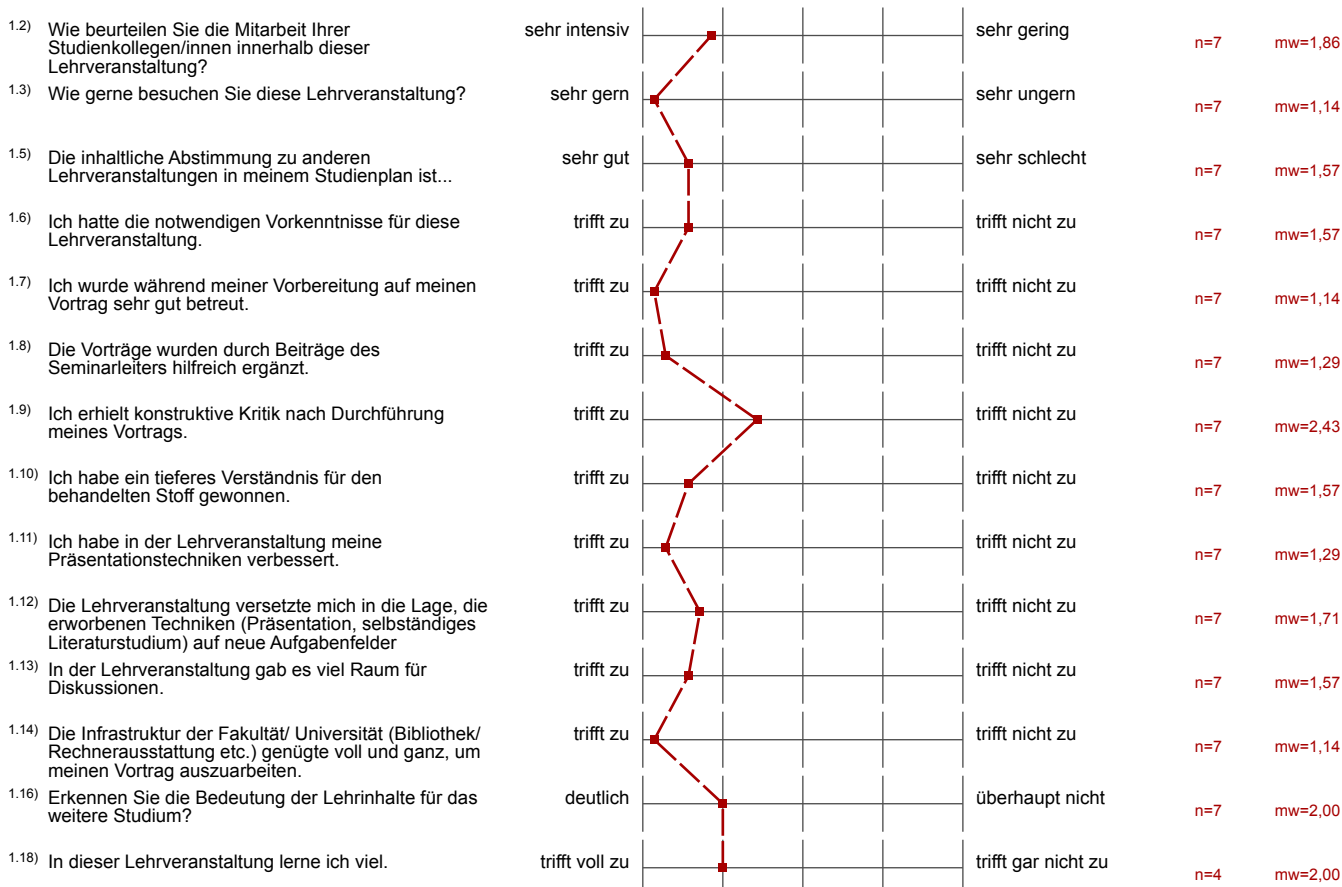 1.2) Wie beurteilen Sie die Mitarbeit Ihrer
Studienkollegen/innen innerhalb dieser
Lehrveranstaltung?
sehr intensiv
sehr gering
n=7 mw=1,86
1.3) Wie gerne besuchen Sie diese Lehrveranstaltung?
sehr gern
sehr ungern
n=7 mw=1,14
1.5) Die inhaltliche Abstimmung zu anderen
Lehrveranstaltungen in meinem Studienplan ist...
sehr gut
sehr schlecht
n=7 mw=1,57
1.6) Ich hatte die notwendigen Vorkenntnisse für diese
Lehrveranstaltung.
trifft zu
trifft nicht zu
n=7 mw=1,57
1.7) Ich wurde während meiner Vorbereitung auf meinen
Vortrag sehr gut betreut.
trifft zu
trifft nicht zu
n=7 mw=1,14
1.8) Die Vorträge wurden durch Beiträge des
Seminarleiters hilfreich ergänzt.
trifft zu
trifft nicht zu
n=7 mw=1,29
1.9) Ich erhielt konstruktive Kritik nach Durchführung
meines Vortrags.
trifft zu
trifft nicht zu
n=7 mw=2,43
1.10) Ich habe ein tieferes Verständnis für den
behandelten Stoff gewonnen.
trifft zu
trifft nicht zu
n=7 mw=1,57
1.11) Ich habe in der Lehrveranstaltung meine
Präsentationstechniken verbessert.
trifft zu
trifft nicht zu
n=7 mw=1,29
1.12) Die Lehrveranstaltung versetzte mich in die Lage, die
erworbenen Techniken (Präsentation, selbständiges
Literaturstudium) auf neue Aufgabenfelder
trifft zu
trifft nicht zu
n=7 mw=1,71
1.13) In der Lehrveranstaltung gab es viel Raum für
Diskussionen.
trifft zu
trifft nicht zu
n=7 mw=1,57
1.14) Die Infrastruktur der Fakultät/ Universität (Bibliothek/
Rechnerausstattung etc.) genügte voll und ganz, um
meinen Vortrag auszuarbeiten.
trifft zu
trifft nicht zu
n=7 mw=1,14
1.16) Erkennen Sie die Bedeutung der Lehrinhalte für das
weitere Studium?
deutlich
überhaupt nicht
n=7 mw=2,00
1.18) In dieser Lehrveranstaltung lerne ich viel.
trifft voll zu
trifft gar nicht zu
n=4 mw=2,00